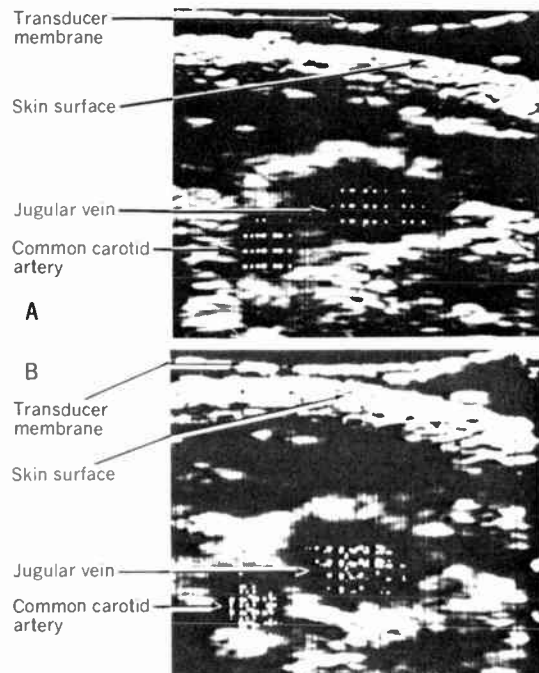 Transducer
membrane
Skin surface
Jugular vein
Common carotid
artery
A
B
Transducer
membrane
Skin surface
Jugular vein
Common carotid
artery